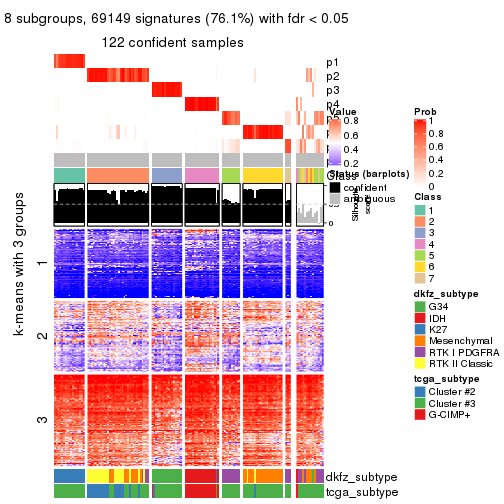 8 subgroups, 69149 signatures (76.1%) with fdr < 0.05
122 confident samples
p1
p2
p3
p4
Value
0.8
0.6
0.4
0.2
Class
Status (barplots)
confident
ambiguous
Silhouette
score
0
k-means with 3 groups
1
2
3
dkfz_subtype
tcga_subtype
Prob
1
0.8
0.6
0.4
0.2
0
Class
1
2
3
4
5
6
7
dkfz_subtype
G34
IDH
K27
Mesenchymal
RTK I PDGFRA
RTK II Classic
tcga_subtype
Cluster #2
Cluster #3
G-CIMP+